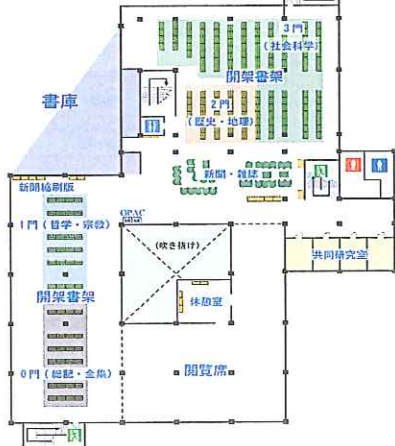 3門
(社会科学)
開架書架
書庫
2門
(歴史・地理)
新聞・雑誌
新聞縮刷版
OPAC
1門(哲学・宗教)
(吹き抜け)
共同研究室
開架書架
休憩室
0門(総記・全集)
閲覧席